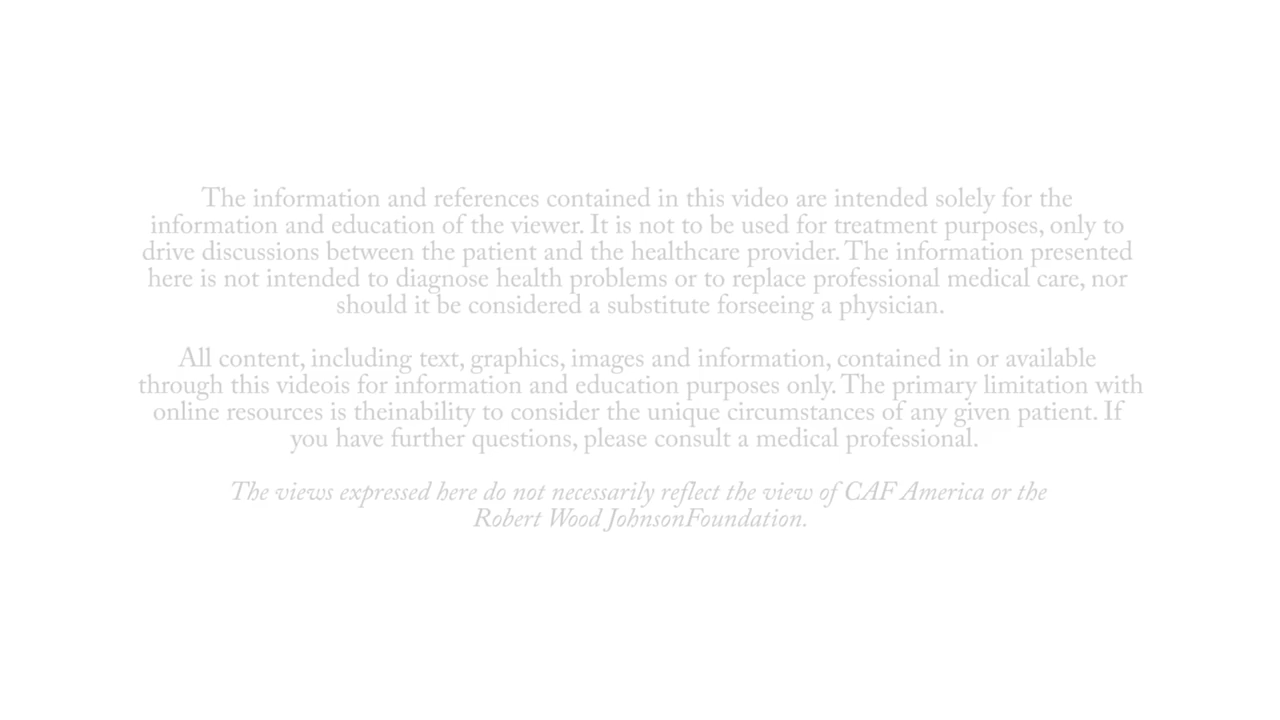 The information and references contained in this video are intended solely for the
information and education of the viewer. It is not to be used for treatment purposes, only to
drive discussions between the patient and the healthcare provider. The information presented
here is not intended to diagnose health problems or to replace professional medical care, nor
should it be considered a substitute forseeing a physician.
All content, including text, graphics, images and information, contained in or available
through this videois for information and education purposes only. The primary limitation with
online resources is theinability to consider the unique circumstances of any given patient. If
you have further questions, please consult a medical professional.
The views expressed here do not necessarily reflect the view of CAF America or the
Robert Wood JohnsonFoundation.